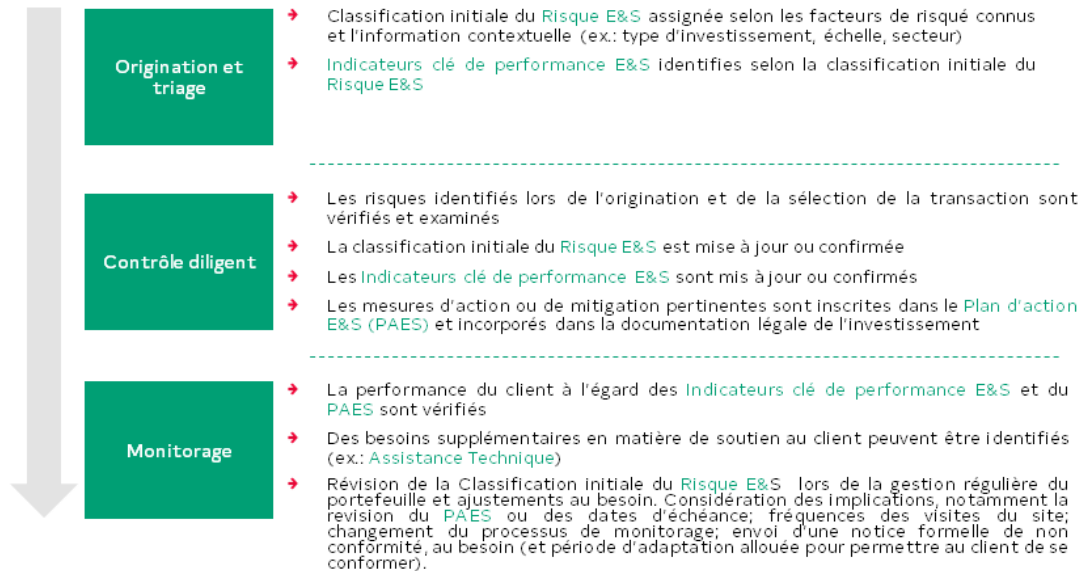 Origination et
triage
➔ Classification initiale du Risque E&S assignée selon les facteurs de risqué connus
et l'information contextuelle (ex.: type d'investissement, échelle, secteur)
➔ Indicateurs clé de performance E&S identifies selon la classification initiale du
Risque E&S
Contrôle diligent
➔ Les risques identifiés lors de l'origination et de la sélection de la transaction sont
vérifiés et examinés
➔ La classification initiale du Risque E&S est mise à jour ou confirmée
➔ Les Indicateurs clé de performance E&S sont mis à jour ou confirmés
➔ Les mesures d'action ou de mitigation pertinentes sont inscrites dans le Plan d'action
E&S (PAES) et incorporés dans la documentation légale de l'investissement
Monitorage
➔ La performance du client à l'égard des Indicateurs clé de performance E&S et du
PAES sont vérifiés
➔ Des besoins supplémentaires en matière de soutien au client peuvent être identifiés
(ex.: Assistance Technique)
➔ Révision de la Classification initiale du Risque E&S lors de la gestion régulière du
portefeuille et ajustements au besoin. Considération des implications, notamment la
revision du PAES ou des dates d'échéance; fréquences des visites du site;
changement du processus de monitorage; envoi d'une notice formelle de non
conformité, au besoin (et période d'adaptation allouée pour permettre au client de se
conformer).